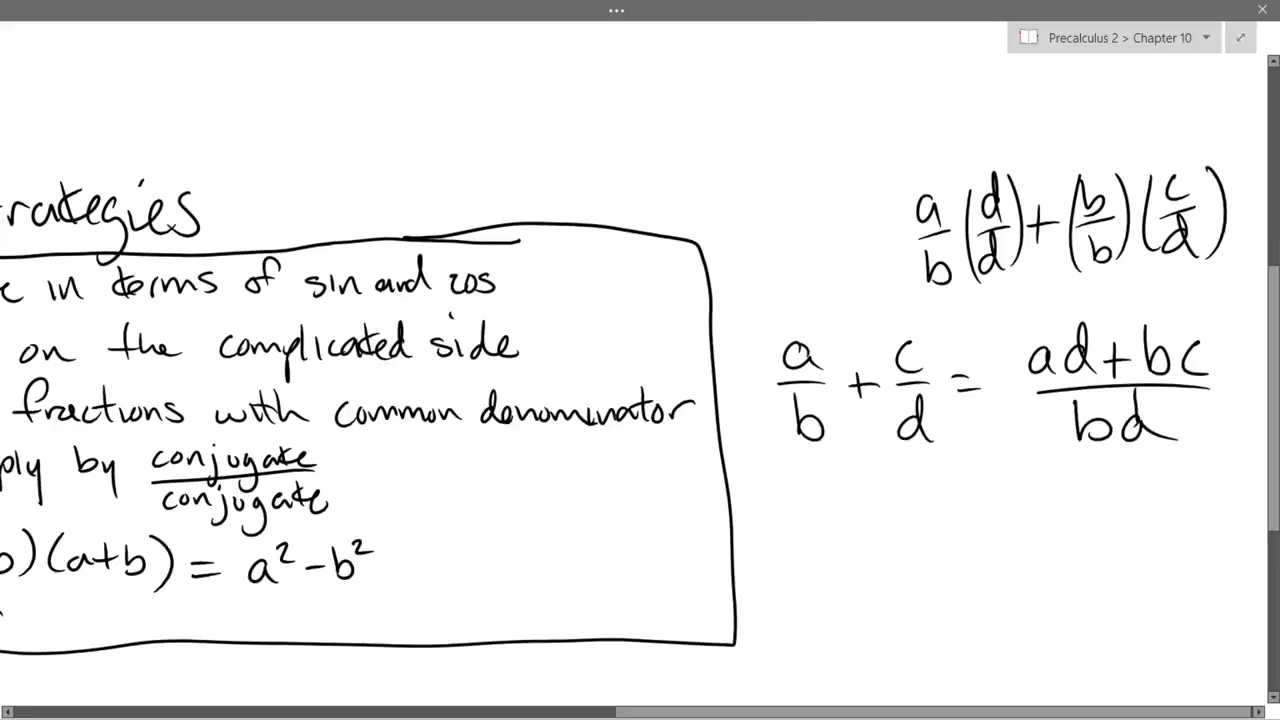 Precalculus 2 > Chapter 10
rategies
in terms of sin and cos
on the complicated side
fractions with common denominator
ply by conjugate/conjugate
)(a+b) = a² - b²
a/b (d/d) + (b/b)(c/d)
a/b + c/d = (ad+bc)/bd